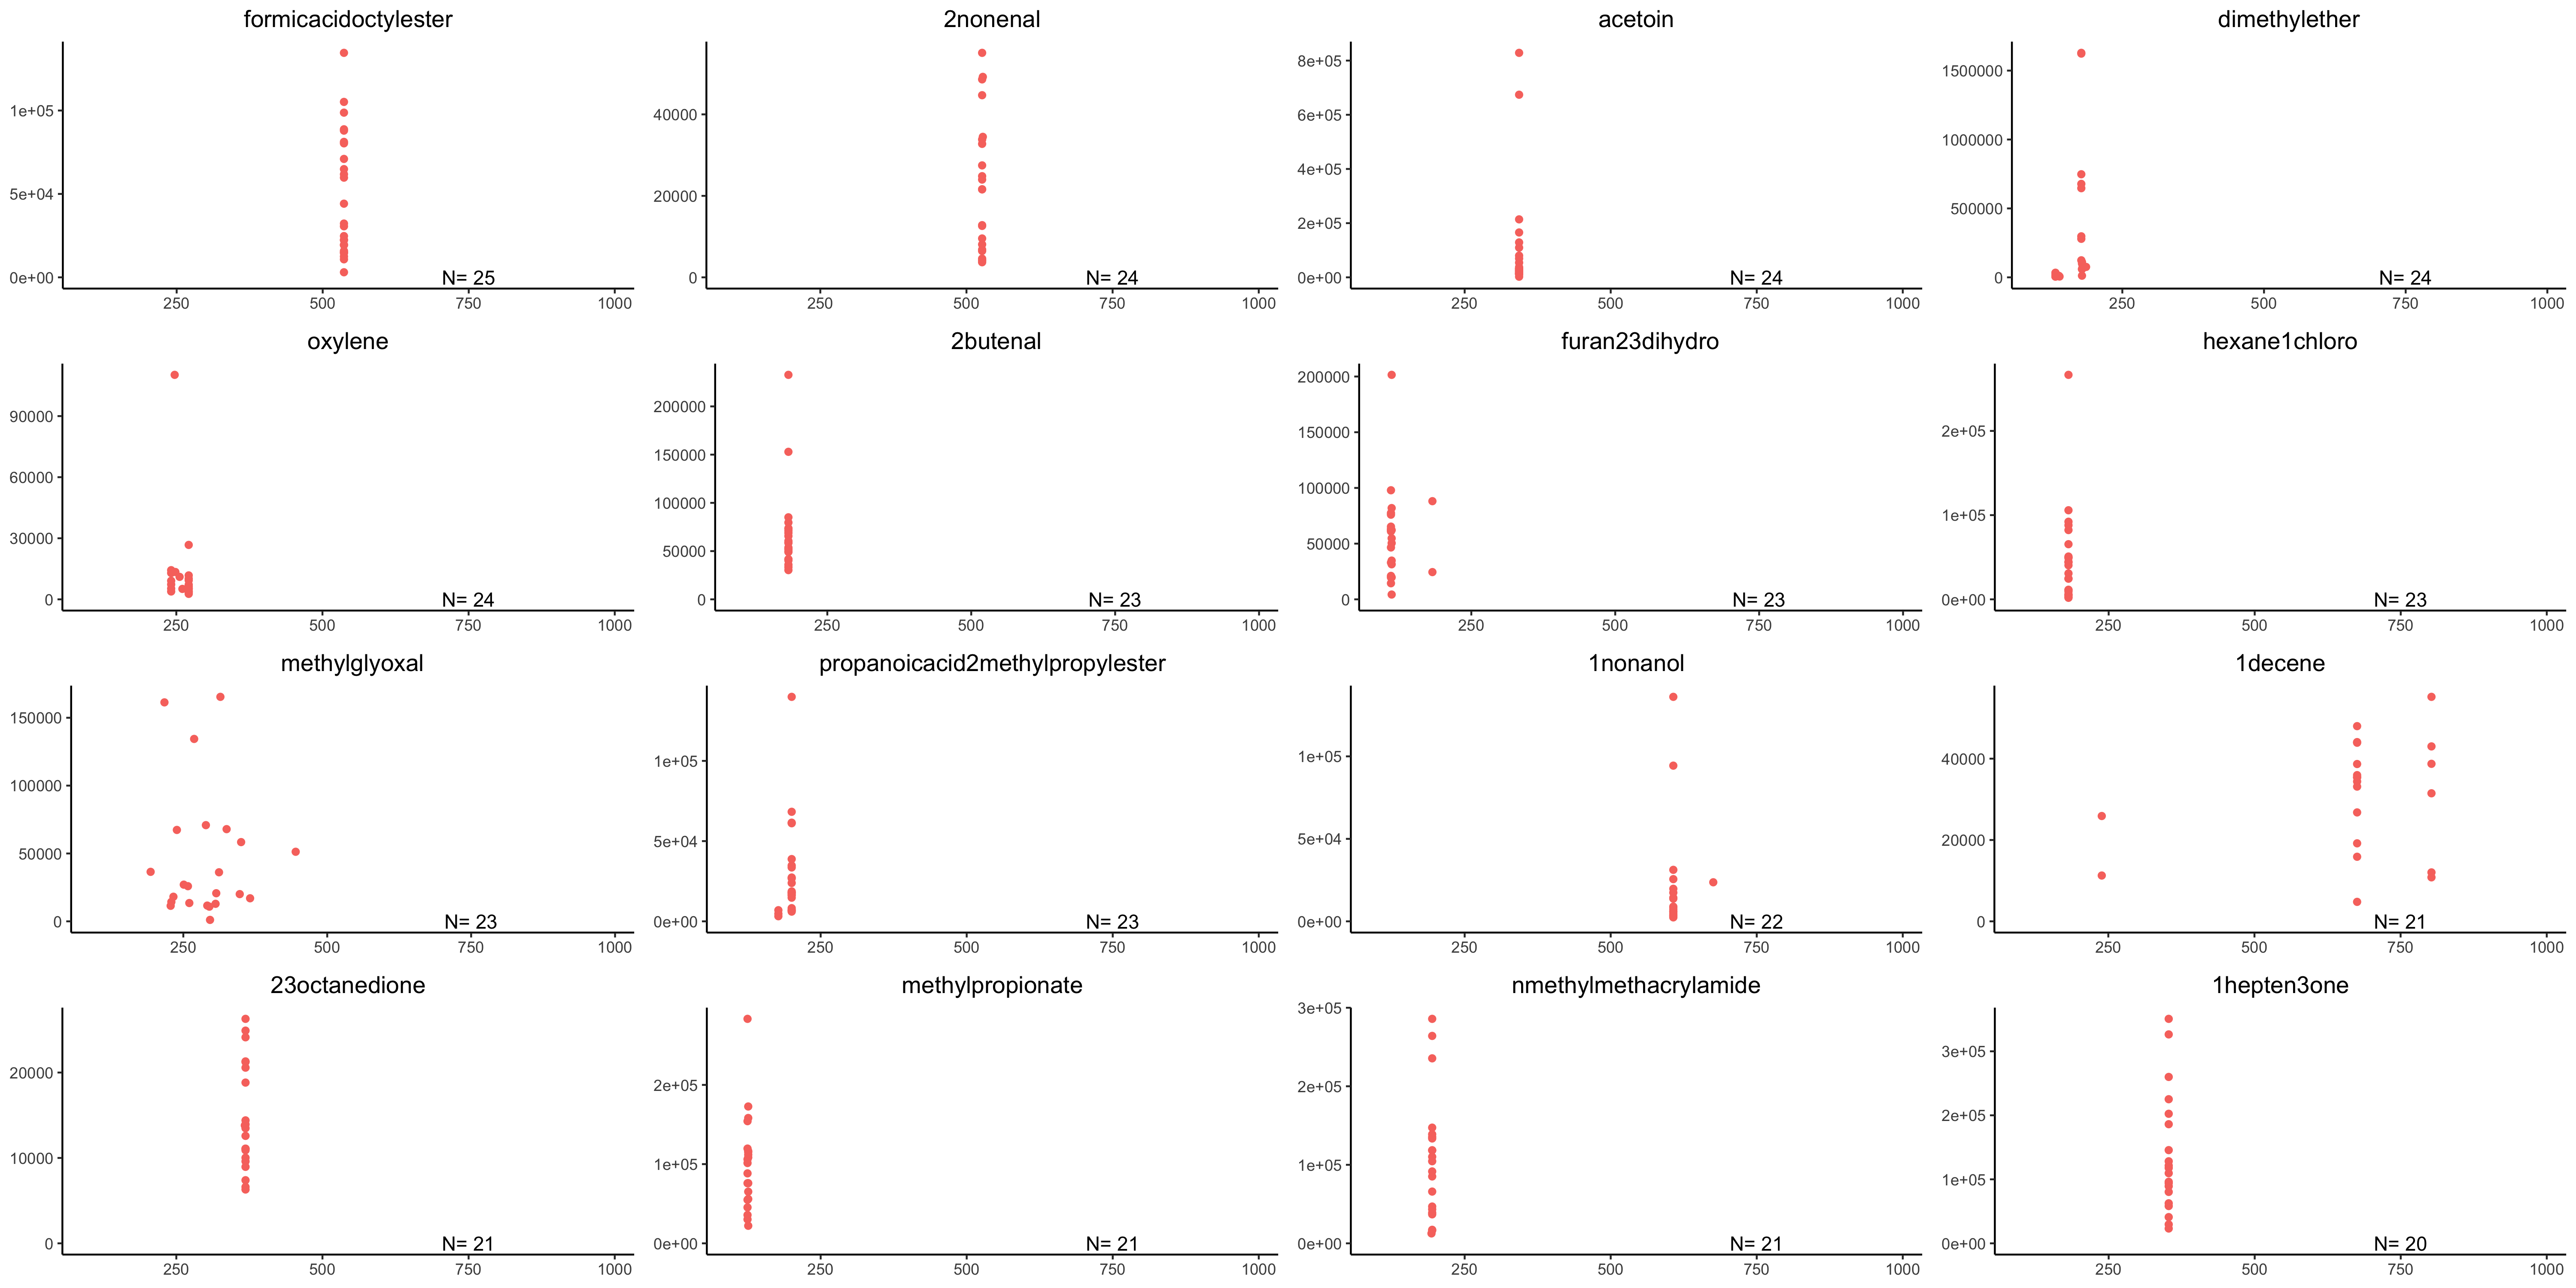 formicacidoctylester
1e+05
5e+04
0e+00
N= 25
250 500 750 1000
2nonenal
40000
20000
0
N= 24
250 500 750 1000
acetoin
8e+05
6e+05
4e+05
2e+05
0e+00
N= 24
250 500 750 1000
dimethylether
1500000
1000000
500000
0
N= 24
250 500 750 1000
oxylene
90000
60000
30000
0
N= 24
250 500 750 1000
2butenal
200000
150000
100000
50000
0
N= 23
250 500 750 1000
furan23dihydro
200000
150000
100000
50000
0
N= 23
250 500 750 1000
hexane1chloro
2e+05
1e+05
0e+00
N= 23
250 500 750 1000
methylglyoxal
150000
100000
50000
0
N= 23
250 500 750 1000
propanoicacid2methylpropylester
1e+05
5e+04
0e+00
N= 23
250 500 750 1000
1nonanol
1e+05
5e+04
0e+00
N= 22
250 500 750 1000
1decene
40000
20000
0
N= 21
250 500 750 1000
23octanedione
20000
10000
0
N= 21
250 500 750 1000
methylpropionate
2e+05
1e+05
0e+00
N= 21
250 500 750 1000
nmethylmethacrylamide
3e+05
2e+05
1e+05
0e+00
N= 21
250 500 750 1000
1hepten3one
3e+05
2e+05
1e+05
0e+00
N= 20
250 500 750 1000